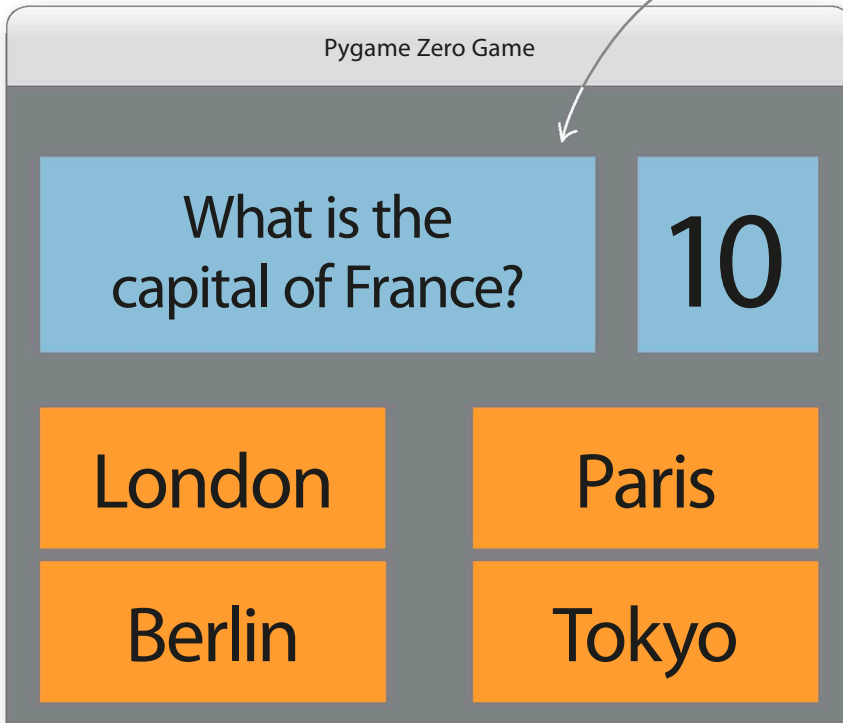 Pygame Zero Game
What is the
capital of France?
10
London
Paris
Berlin
Tokyo